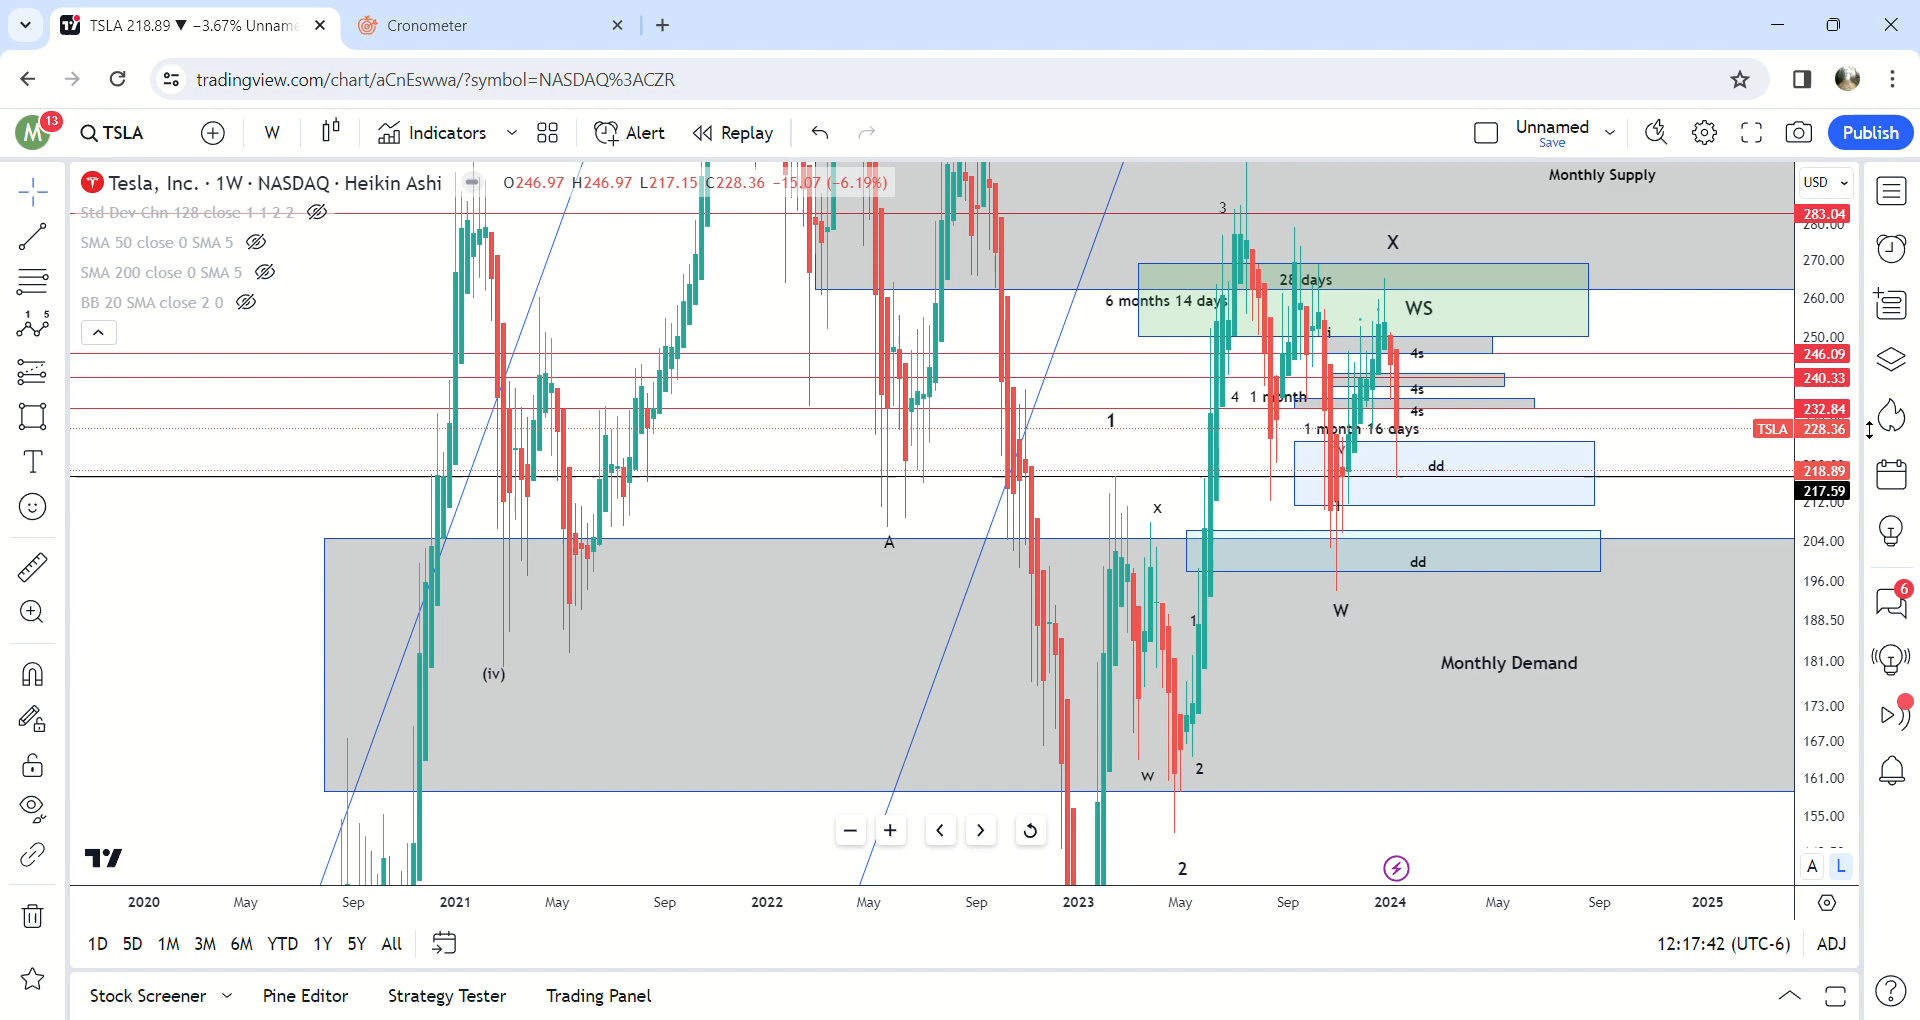 TSLA 218.89 ▼ −3.67% Unnam
Cronometer
tradingview.com/chart/aCnEswwa/?symbol=NASDAQ%3ACZR
M
13
TSLA
W
Indicators
Alert
Replay
Unnamed
Save
Publish
Tesla, Inc. · 1W · NASDAQ · Heikin Ashi
O246.97 H246.97 L217.15 C228.36 −15.07 (−6.19%)
Std Dev Chn 128 close 1 1 2 2
SMA 50 close 0 SMA 5
SMA 200 close 0 SMA 5
BB 20 SMA close 2 0
Monthly Supply
USD
283.04
280.00
270.00
260.00
250.00
246.09
240.33
232.84
TSLA 228.36
218.89
217.59
212.00
204.00
196.00
188.50
181.00
173.00
167.00
161.00
155.00
3
X
28 days
6 months 14 days
WS
i
4s
4s
4 1 month
4s
1
1 month 16 days
dd
x
A
dd
W
1
(iv)
Monthly Demand
w
2
2
A L
2020 May Sep 2021 May Sep 2022 May Sep 2023 May Sep 2024 May Sep 2025
1D 5D 1M 3M 6M YTD 1Y 5Y All
12:17:42 (UTC-6) ADJ
Stock Screener Pine Editor Strategy Tester Trading Panel
6
1 5